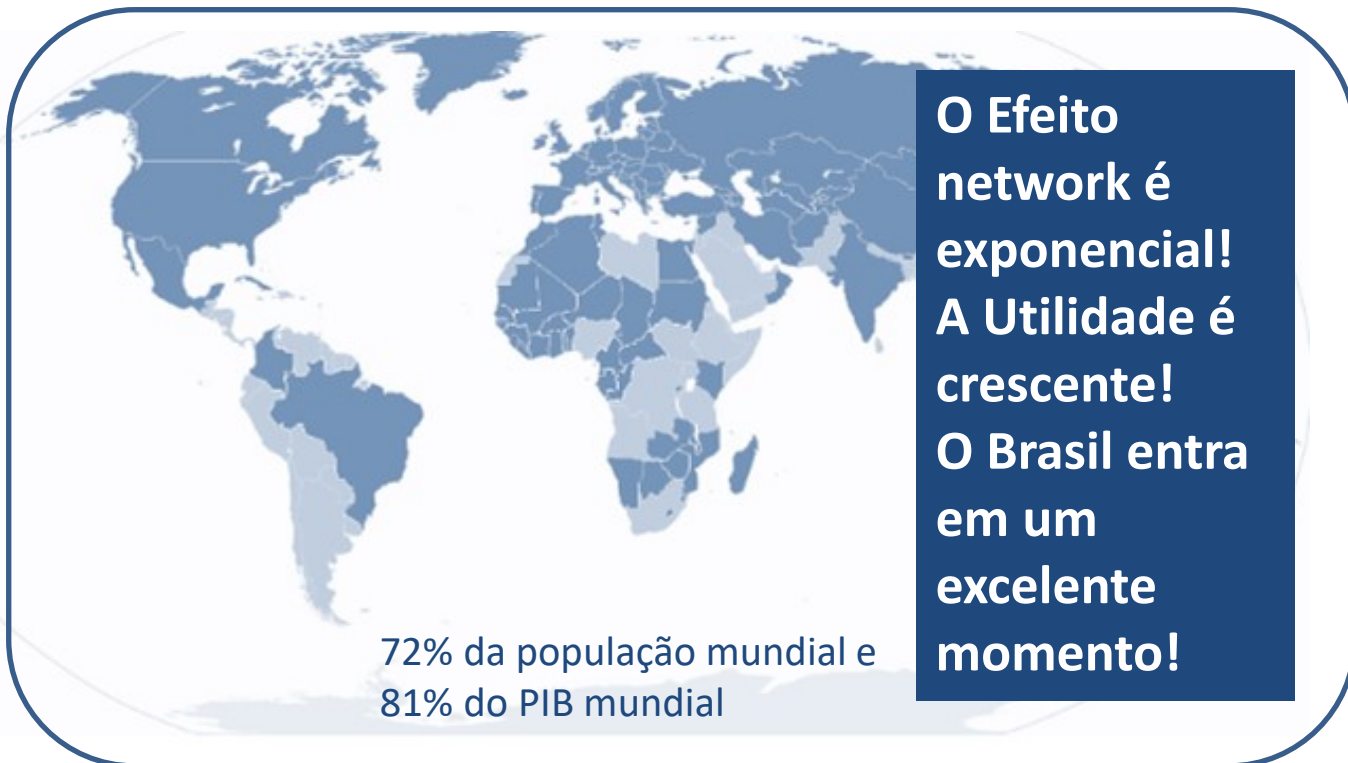 O Efeito
network é
exponencial!
A Utilidade é
crescente!
O Brasil entra
em um
excelente
momento!
72% da população mundial e
81% do PIB mundial